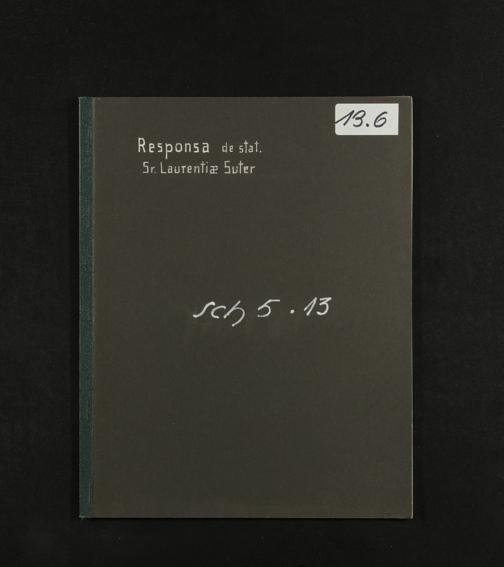 13.6
Responsa de stat.
Sr. Laurentiæ Suter
sch 5.13